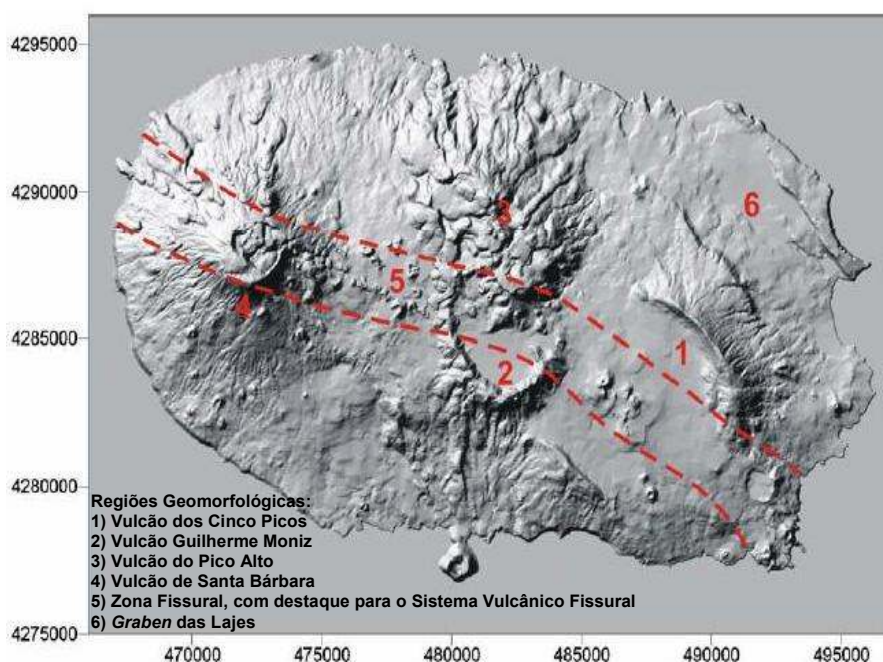 4295000
4290000
4285000
4280000
4275000
6
3
5
4
1
2
Regiões Geomorfológicas:
1) Vulcão dos Cinco Picos
2) Vulcão Guilherme Moniz
3) Vulcão do Pico Alto
4) Vulcão de Santa Bárbara
5) Zona Fissural, com destaque para o Sistema Vulcânico Fissural
6) Graben das Lajes
470000 475000 480000 485000 490000 495000